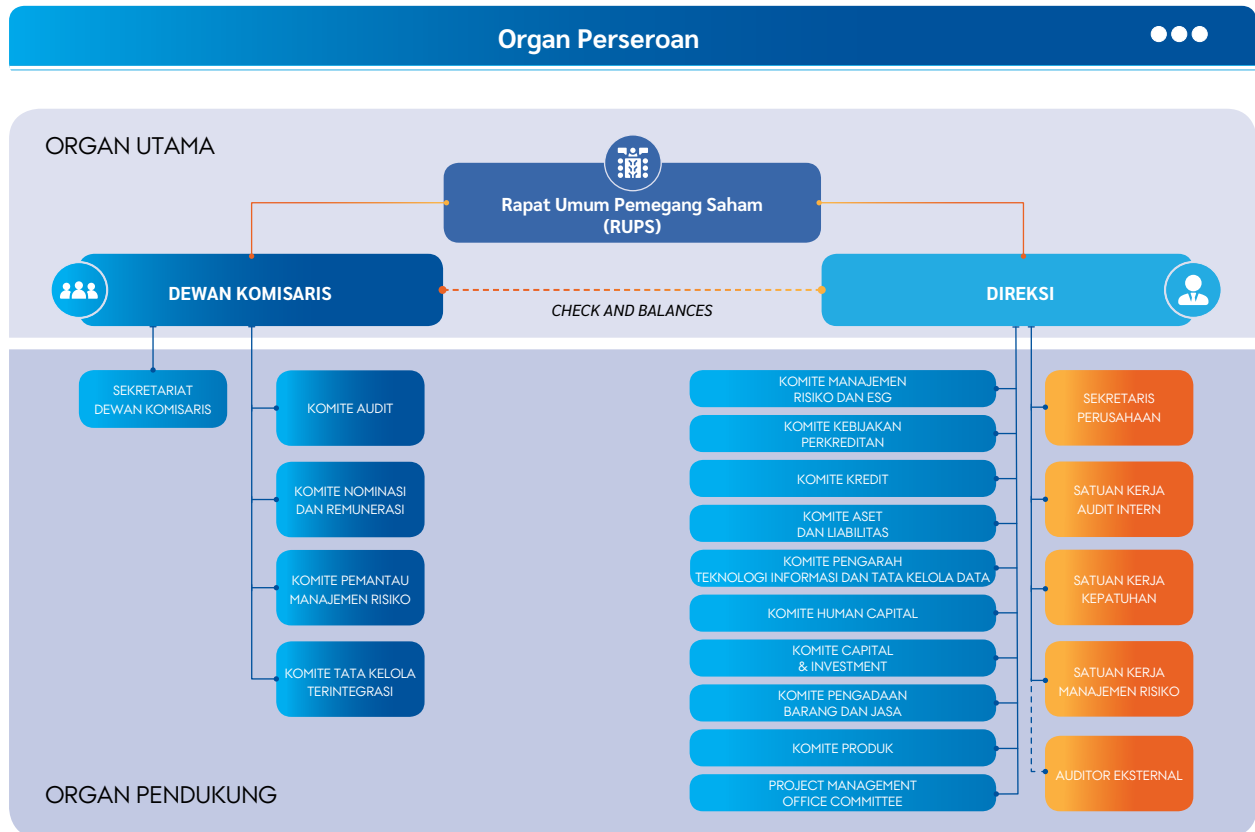 Organ Perseroan
ORGAN UTAMA
Rapat Umum Pemegang Saham
(RUPS)
DEWAN KOMISARIS
CHECK AND BALANCES
DIREKSI
SEKRETARIAT
DEWAN KOMISARIS
KOMITE AUDIT
KOMITE NOMINASI
DAN REMUNERASI
KOMITE PEMANTAU
MANAJEMEN RISIKO
KOMITE TATA KELOLA
TERINTEGRASI
KOMITE MANAJEMEN
RISIKO DAN ESG
KOMITE KEBIJAKAN
PERKREDITAN
KOMITE KREDIT
KOMITE ASET
DAN LIABILITAS
KOMITE PENGARAH
TEKNOLOGI INFORMASI DAN TATA KELOLA DATA
KOMITE HUMAN CAPITAL
KOMITE CAPITAL
& INVESTMENT
KOMITE PENGADAAN
BARANG DAN JASA
KOMITE PRODUK
PROJECT MANAGEMENT
OFFICE COMMITTEE
SEKRETARIS
PERUSAHAAN
SATUAN KERJA
AUDIT INTERN
SATUAN KERJA
KEPATUHAN
SATUAN KERJA
MANAJEMEN RISIKO
AUDITOR EKSTERNAL
ORGAN PENDUKUNG